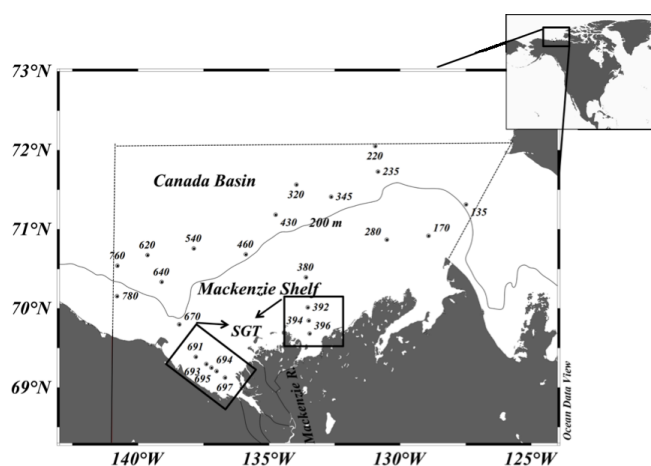 73°N
72°N
71°N
70°N
69°N
220
235
Canada Basin
320
345
135
430
200 m
540
280
170
620
460
760
640
380
780
Mackenzie Shelf
392
670
394
SGT
396
691
694
693
695
697
Mackenzie R.
Ocean Data View
140°W
135°W
130°W
125°W